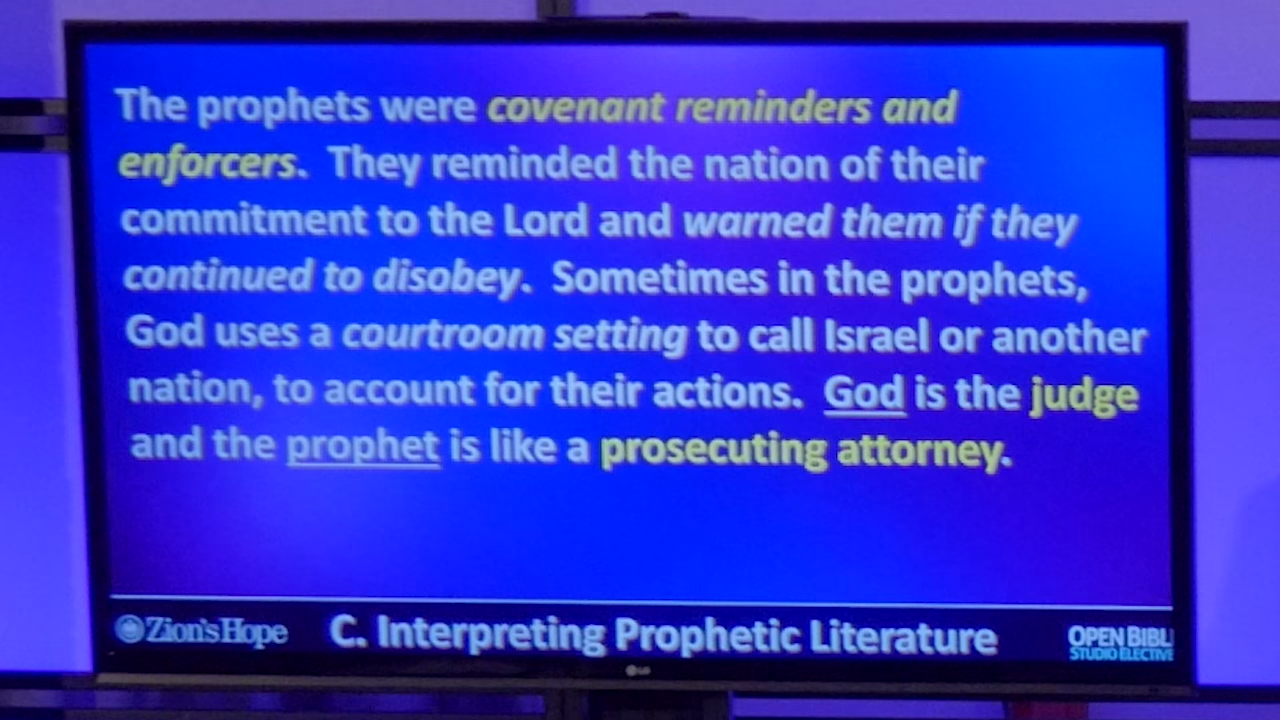 The prophets were covenant reminders and
enforcers. They reminded the nation of their
commitment to the Lord and warned them if they
continued to disobey. Sometimes in the prophets,
God uses a courtroom setting to call Israel or another
nation, to account for their actions. God is the judge
and the prophet is like a prosecuting attorney.
Zion's Hope
C. Interpreting Prophetic Literature
OPEN BIBL
STUDIO ELECTIVE
LG